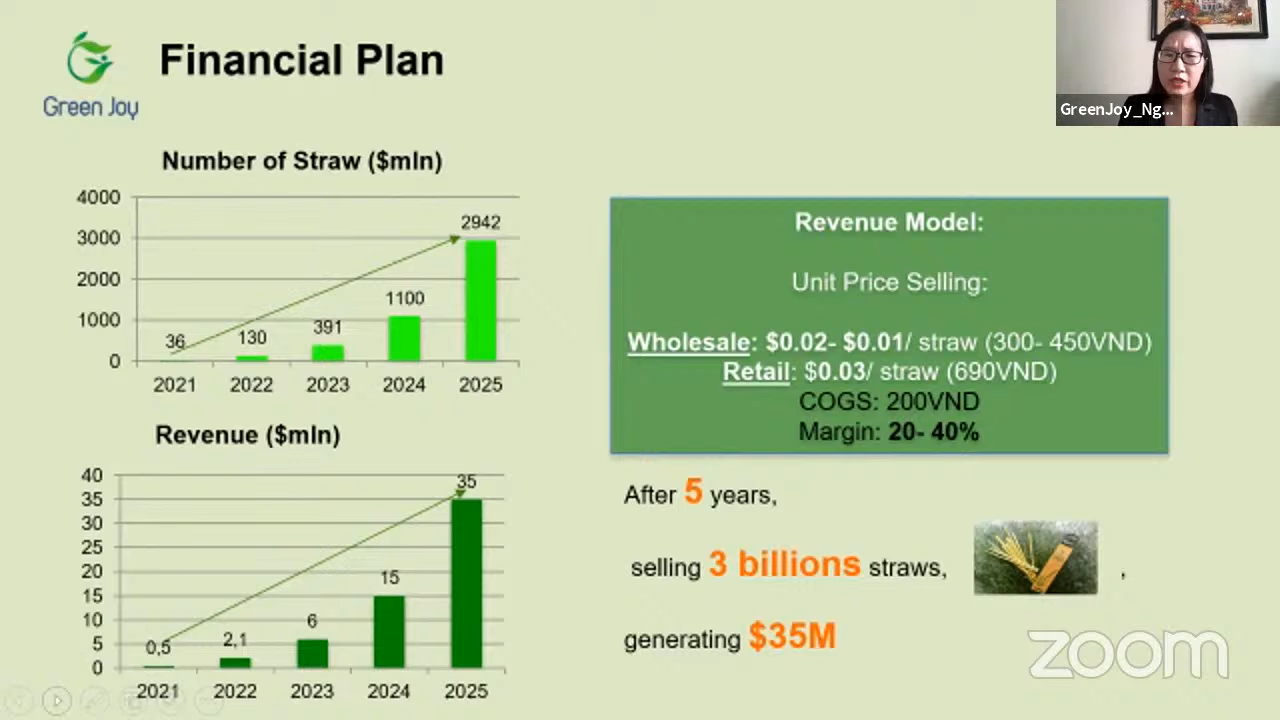 Green Joy
Financial Plan
GreenJoy_Ng...
Number of Straw ($mln)
4000
3000
2000
1000
0
36
130
391
1100
2942
2021 2022 2023 2024 2025
Revenue ($mln)
40
35
30
25
20
15
10
5
0
0,5
2,1
6
15
35
2021 2022 2023 2024 2025
Revenue Model:
Unit Price Selling:
Wholesale: $0.02- $0.01/ straw (300- 450VND)
Retail: $0.03/ straw (690VND)
COGS: 200VND
Margin: 20- 40%
After 5 years,
selling 3 billions straws, ,
generating $35M
zoom